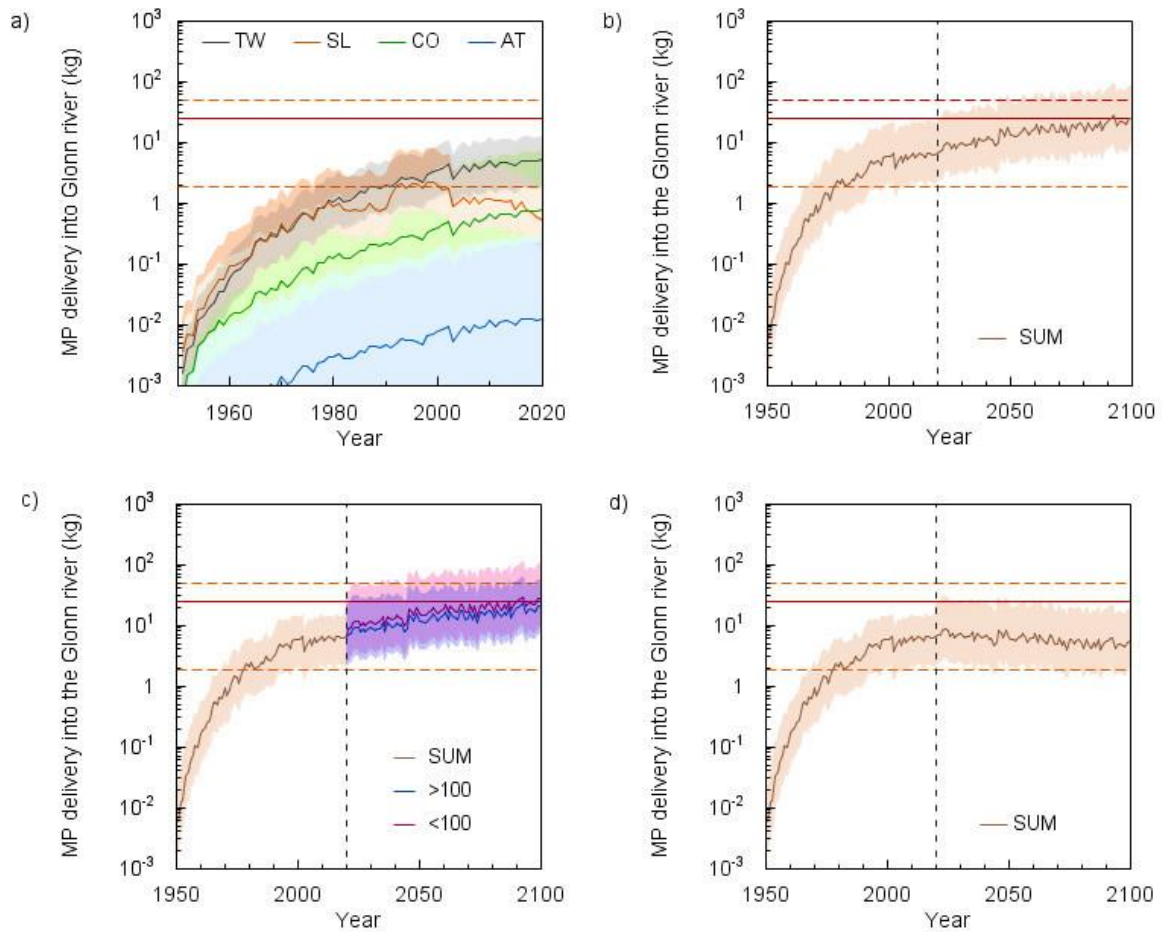 a)
MP delivery into Glonn river (kg)
10³
10²
10¹
1
10⁻¹
10⁻²
10⁻³
TW SL CO AT
1960 1980 2000 2020
Year
b)
MP delivery into the Glonn river (kg)
10³
10²
10¹
1
10⁻¹
10⁻²
10⁻³
SUM
1950 2000 2050 2100
Year
c)
MP delivery into the Glonn river (kg)
10³
10²
10¹
1
10⁻¹
10⁻²
10⁻³
SUM
>100
<100
1950 2000 2050 2100
Year
d)
MP delivery into the Glonn river (kg)
10³
10²
10¹
1
10⁻¹
10⁻²
10⁻³
SUM
1950 2000 2050 2100
Year